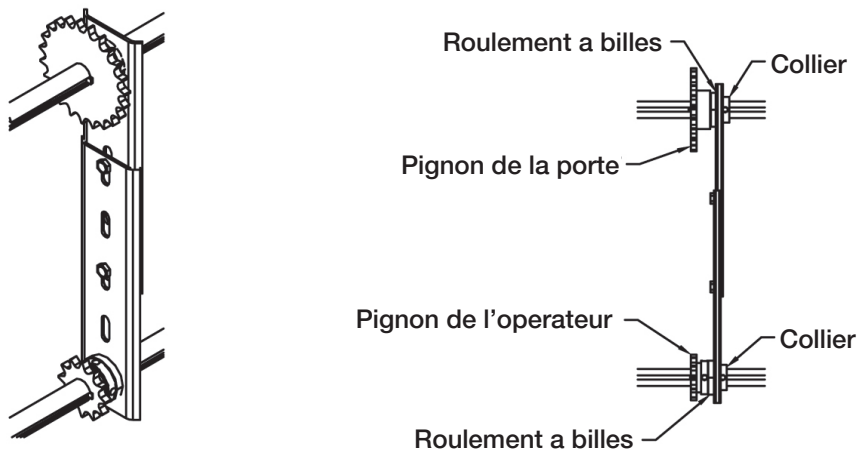 Roulement a billes
Collier
Pignon de la porte
Pignon de l’operateur
Collier
Roulement a billes